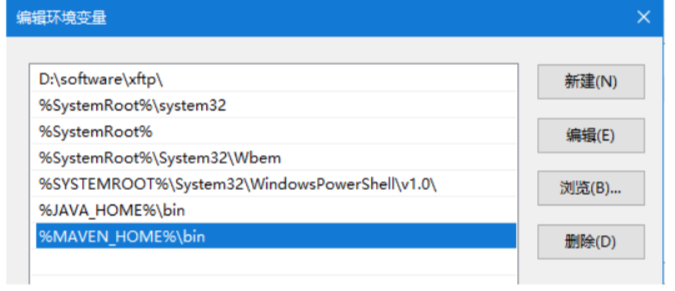 编辑环境变量
D:\software\xftp\
新建(N)
%SystemRoot%\system32
%SystemRoot%
编辑(E)
%SystemRoot%\System32\Wbem
%SYSTEMROOT%\System32\WindowsPowerShell\v1.0\
浏览(B)...
%JAVA_HOME%\bin
%MAVEN_HOME%\bin
删除(D)